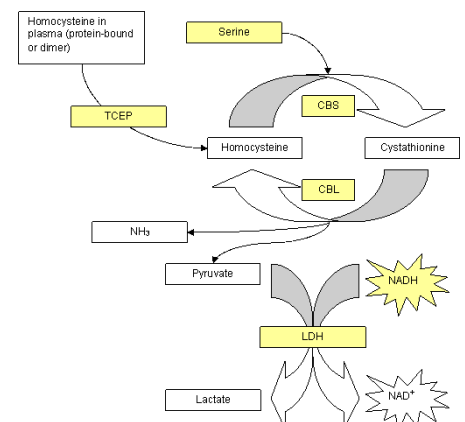 Homocysteine in
plasma (protein-bound
or dimer)
Serine
CBS
TCEP
Homocysteine
Cystathionine
CBL
NH₃
Pyruvate
NADH
LDH
Lactate
NAD⁺